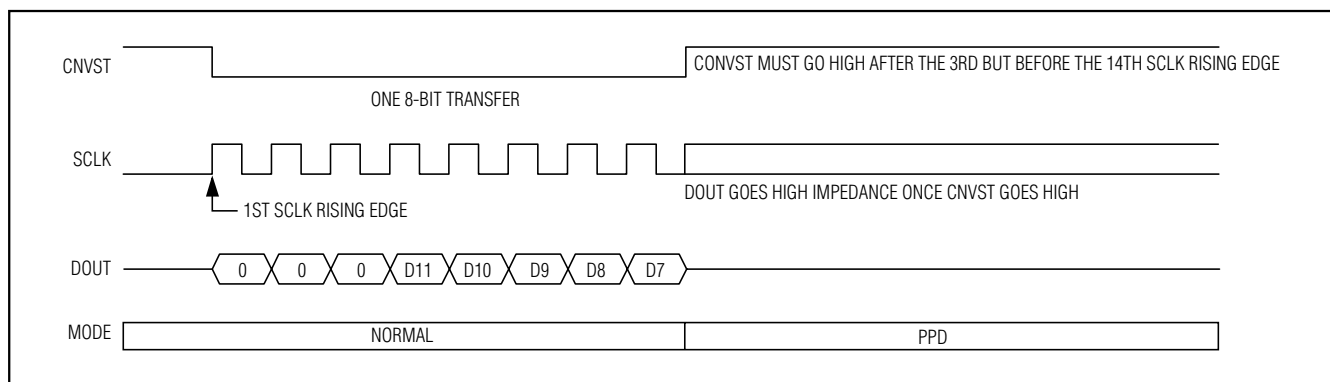 CNVST
CONVST MUST GO HIGH AFTER THE 3RD BUT BEFORE THE 14TH SCLK RISING EDGE
ONE 8-BIT TRANSFER
SCLK
DOUT GOES HIGH IMPEDANCE ONCE CNVST GOES HIGH
1ST SCLK RISING EDGE
DOUT 0 0 0 D11 D10 D9 D8 D7
MODE NORMAL PPD